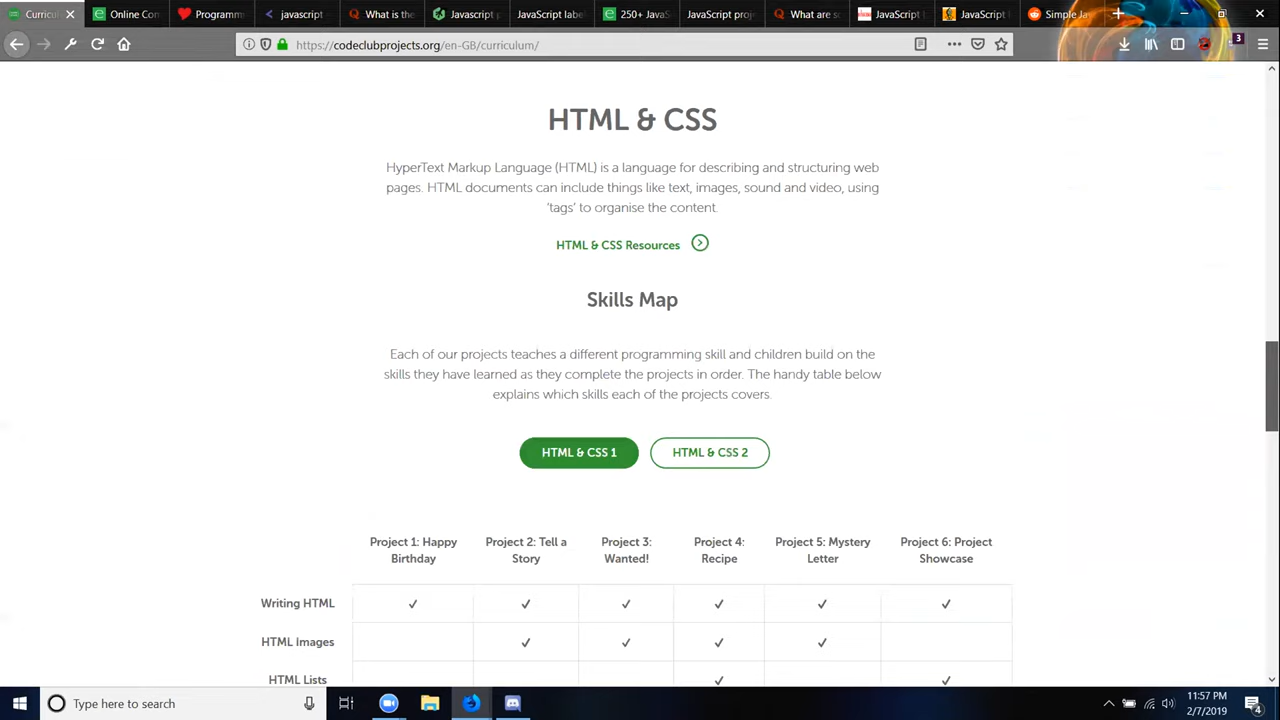 Curricul
Online Con
Programm
javascript
What is the
Javascript p
JavaScript label
250+ JavaS
JavaScript proj
What are so
JavaScript b
JavaScript
Simple Ja
https://codeclubprojects.org/en-GB/curriculum/
3
HTML & CSS
HyperText Markup Language (HTML) is a language for describing and structuring web
pages. HTML documents can include things like text, images, sound and video, using
'tags' to organise the content.
HTML & CSS Resources
Skills Map
Each of our projects teaches a different programming skill and children build on the
skills they have learned as they complete the projects in order. The handy table below
explains which skills each of the projects covers.
HTML & CSS 1
HTML & CSS 2
Project 1: Happy Birthday
Project 2: Tell a Story
Project 3: Wanted!
Project 4: Recipe
Project 5: Mystery Letter
Project 6: Project Showcase
Writing HTML ✓ ✓ ✓ ✓ ✓ ✓
HTML Images ✓ ✓ ✓ ✓
HTML Lists ✓ ✓
Type here to search
11:57 PM
2/7/2019
4